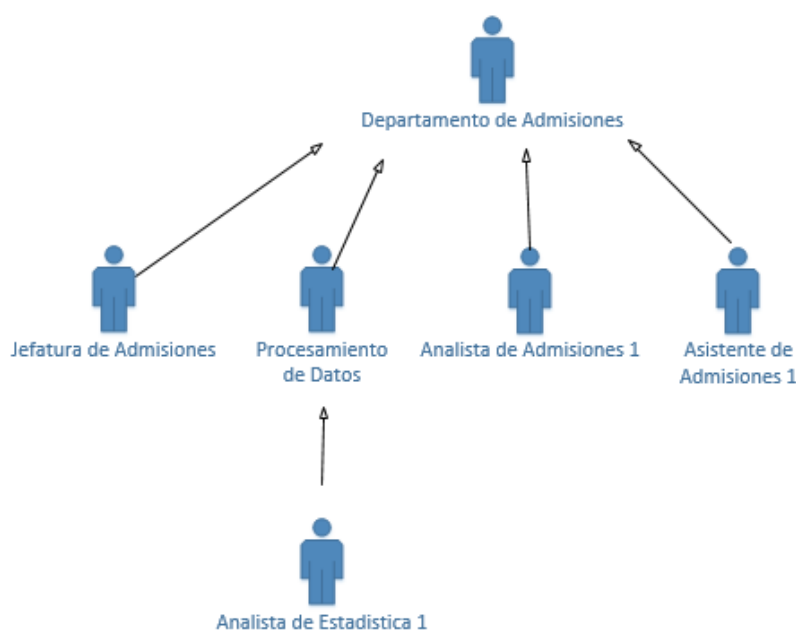 Departamento de Admisiones
Jefatura de Admisiones
Procesamiento
de Datos
Analista de Admisiones 1
Asistente de
Admisiones 1
Analista de Estadistica 1